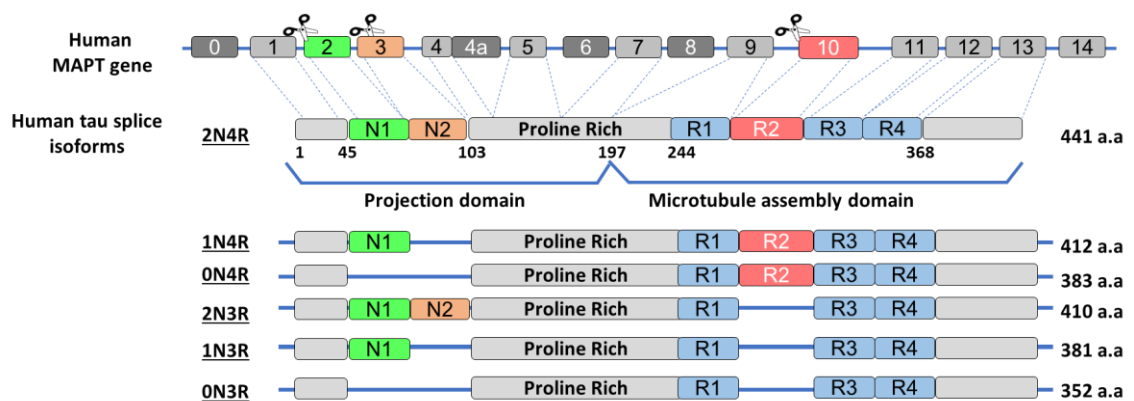 Human
MAPT gene
0 1 2 3 4 4a 5 6 7 8 9 10 11 12 13 14
Human tau splice
isoforms
2N4R N1 N2 Proline Rich R1 R2 R3 R4 441 a.a
1 45 103 197 244 368
Projection domain Microtubule assembly domain
1N4R N1 Proline Rich R1 R2 R3 R4 412 a.a
0N4R Proline Rich R1 R2 R3 R4 383 a.a
2N3R N1 N2 Proline Rich R1 R3 R4 410 a.a
1N3R N1 Proline Rich R1 R3 R4 381 a.a
0N3R Proline Rich R1 R3 R4 352 a.a